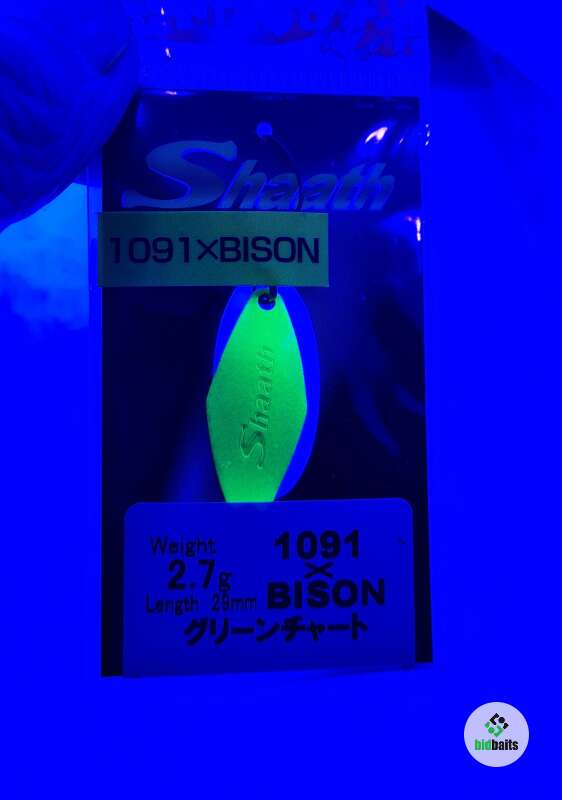 Shaath
1091×BISON
Shaath
Weight
2.7g
Length 29mm
1091
×
BISON
グリーンチャート
bidbaits